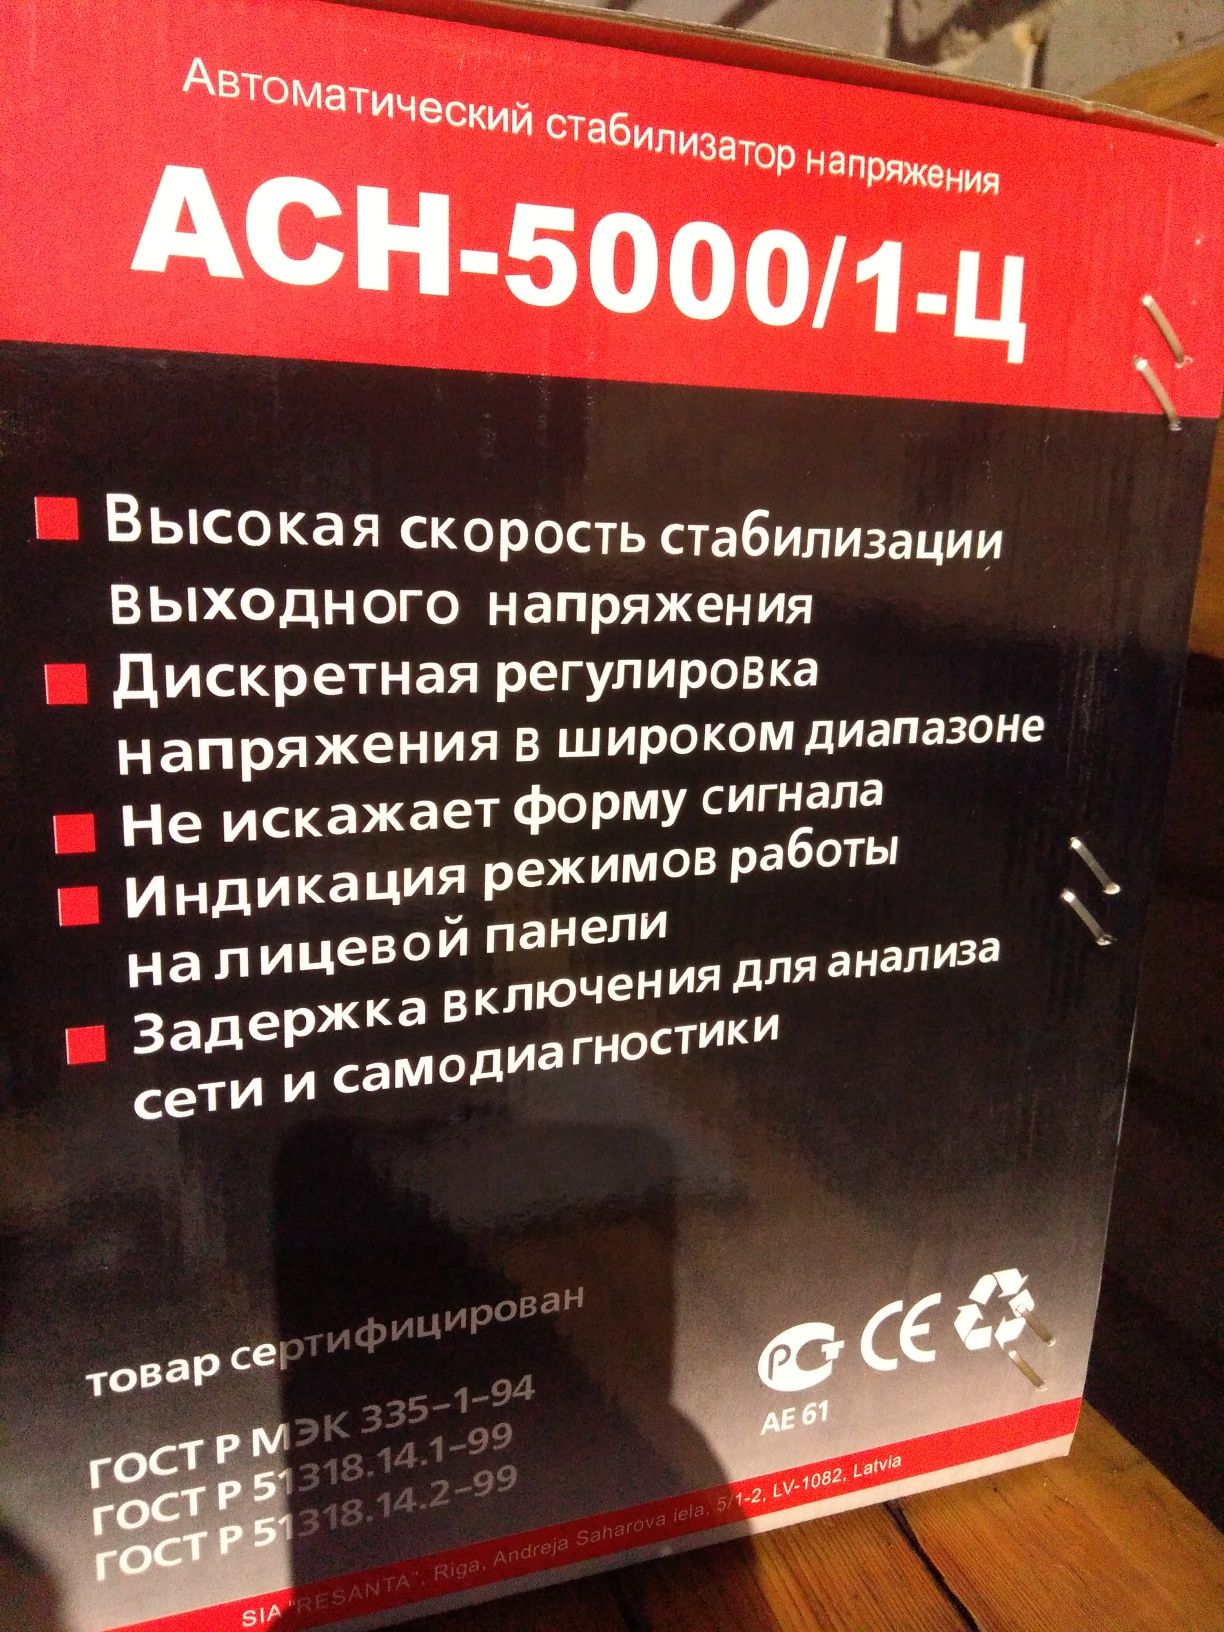 Автоматический стабилизатор напряжения
АСН-5000/1-Ц
Высокая скорость стабилизации
выходного напряжения
Дискретная регулировка
напряжения в широком диапазоне
Не искажает форму сигнала
Индикация режимов работы
на лицевой панели
Задержка включения для анализа
сети и самодиагностики
товар сертифицирован
ГОСТ Р МЭК 335-1-94
ГОСТ Р 51318.14.1-99
ГОСТ Р 51318.14.2-99
РСТ CE
АЕ 61
SIA "RESANTA", Riga, Andreja Saharova iela, 5/1-2, LV-1082, Latvia